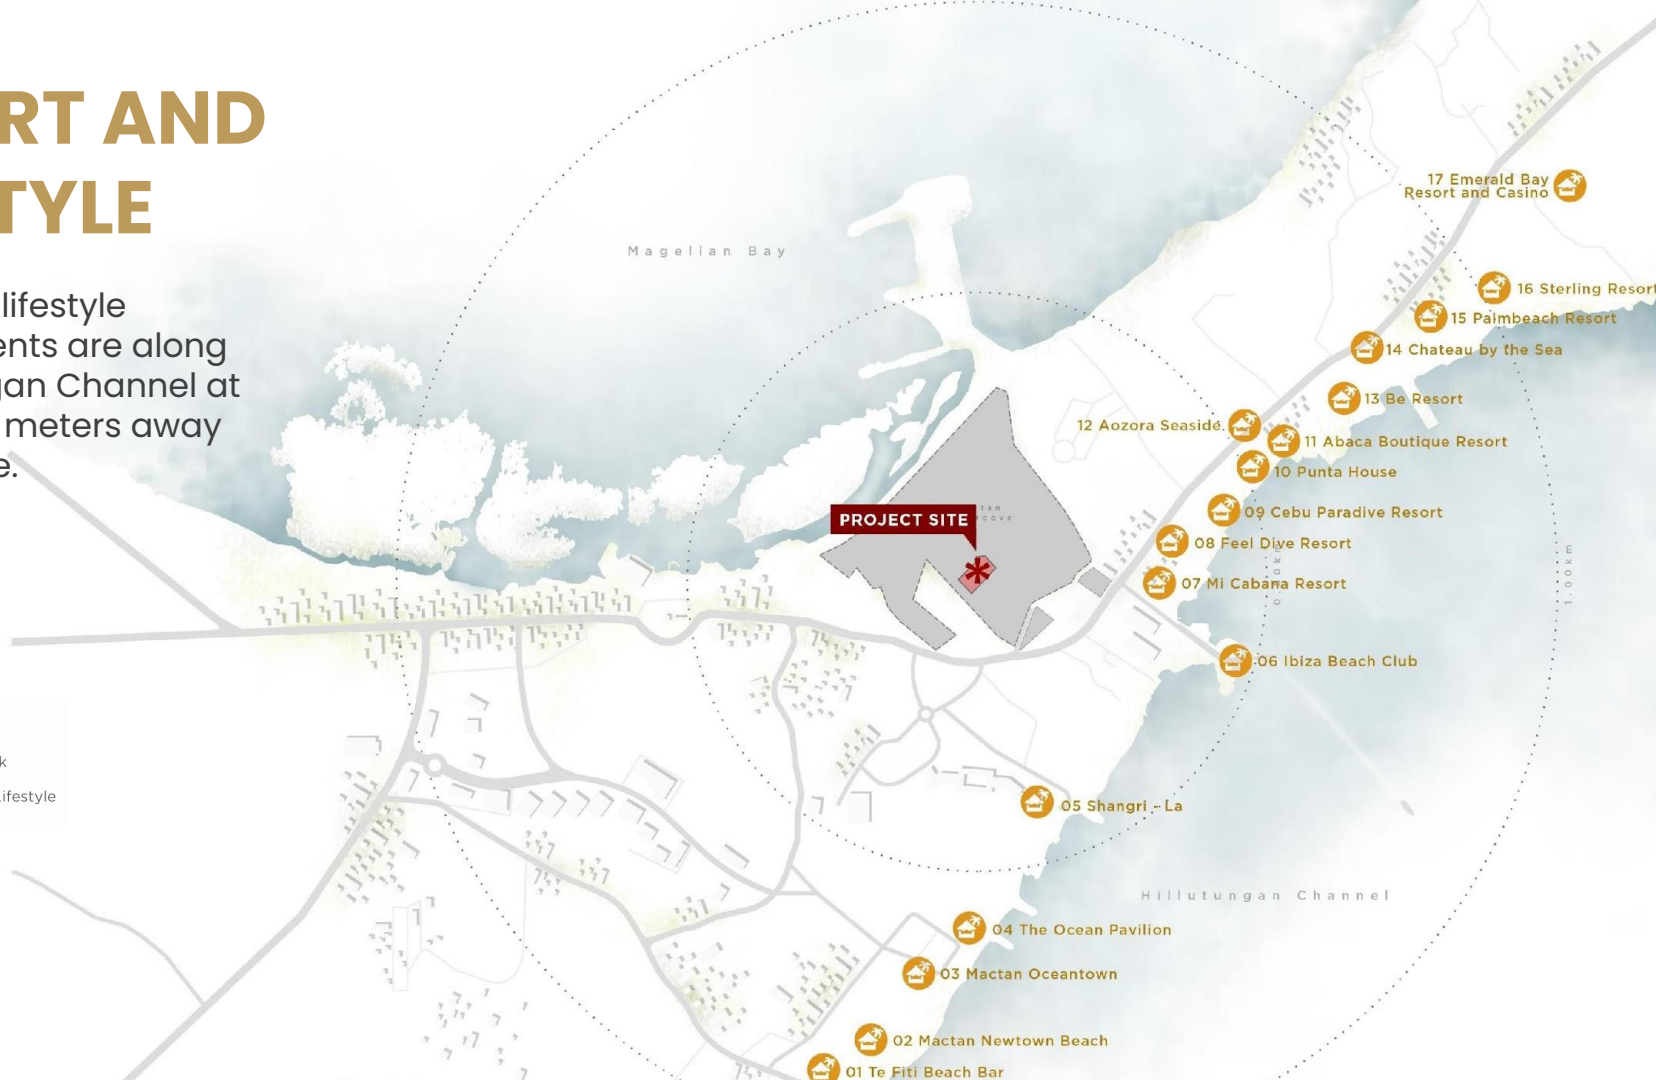 RT AND
TYLE
lifestyle
ents are along
gan Channel at
meters away
e.
k
ifestyle
Magellan Bay
17 Emerald Bay
Resort and Casino
16 Sterling Resort
15 Palmbeach Resort
14 Chateau by the Sea
13 Be Resort
12 Aozora Seaside
11 Abaca Boutique Resort
10 Punta House
09 Cebu Paradive Resort
PROJECT SITE
08 Feel Dive Resort
07 Mi Cabana Resort
1.00km
06 Ibiza Beach Club
05 Shangri - La
Hillutungan Channel
04 The Ocean Pavilion
03 Mactan Oceantown
02 Mactan Newtown Beach
01 Te Fiti Beach Bar